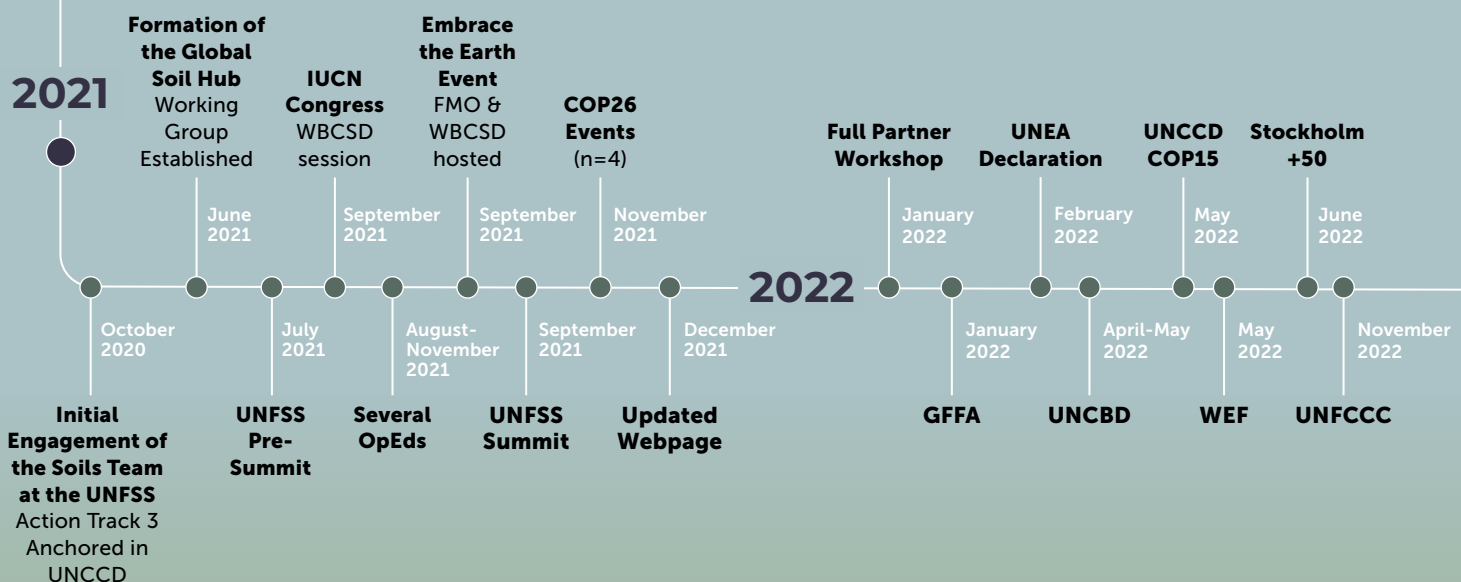 2021
Formation of
the Global
Soil Hub
Working
Group
Established
June
2021
IUCN
Congress
WBCSD
session
September
2021
Embrace
the Earth
Event
FMO &
WBCSD
hosted
September
2021
COP26
Events
(n=4)
November
2021
October
2020
Initial
Engagement of
the Soils Team
at the UNFSS
Action Track 3
Anchored in
UNCCD
July
2021
UNFSS
Pre-
Summit
August-
November
2021
Several
OpEds
September
2021
UNFSS
Summit
December
2021
Updated
Webpage
2022
Full Partner
Workshop
January
2022
UNEA
Declaration
February
2022
UNCCD
COP15
May
2022
Stockholm
+50
June
2022
January
2022
GFFA
April-May
2022
UNCBD
May
2022
WEF
November
2022
UNFCCC